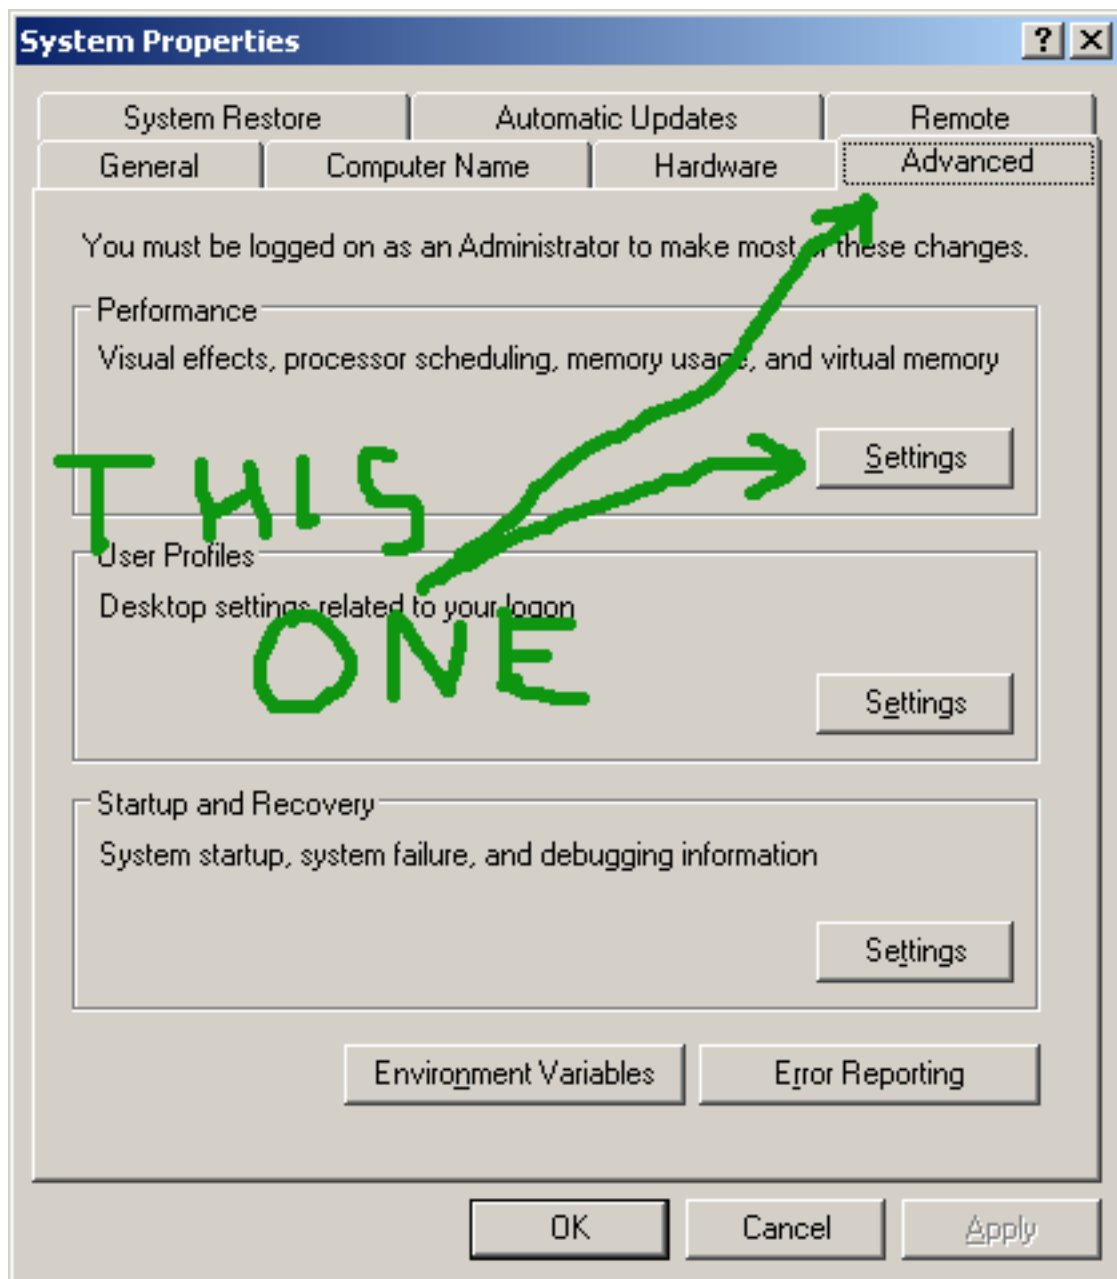 System Properties
System Restore Automatic Updates Remote
General Computer Name Hardware Advanced
You must be logged on as an Administrator to make most of these changes.
Performance
Visual effects, processor scheduling, memory usage, and virtual memory
Settings
THIS
User Profiles
Desktop settings related to your logon
ONE
Settings
Startup and Recovery
System startup, system failure, and debugging information
Settings
Environment Variables Error Reporting
OK Cancel Apply